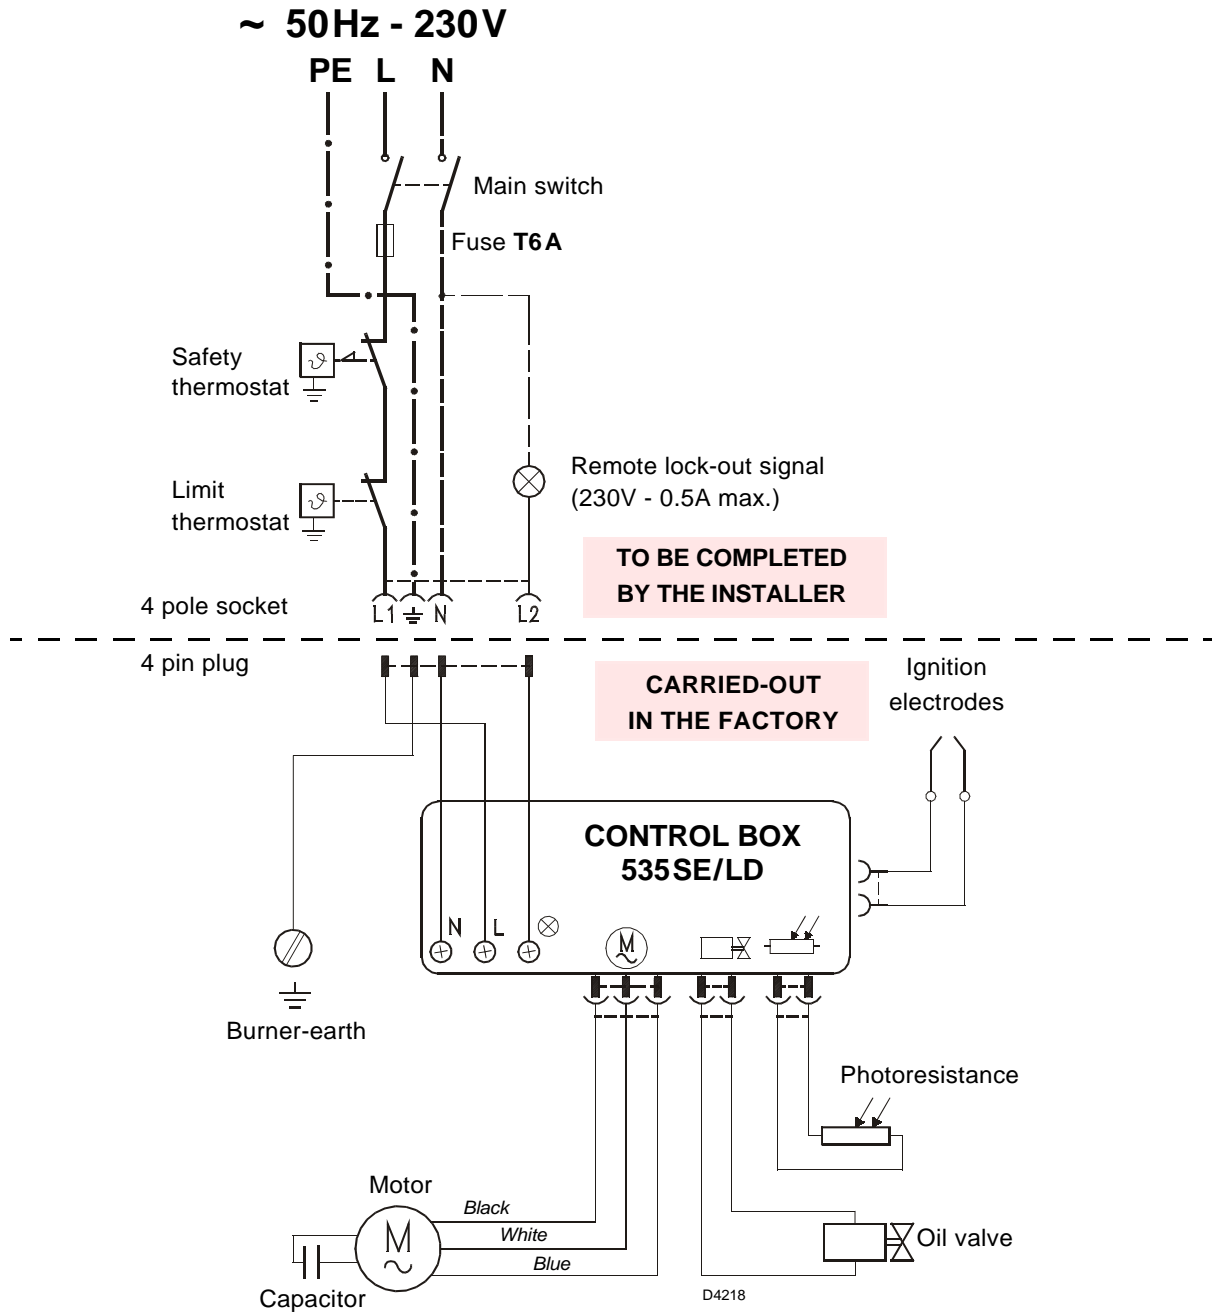 ~ 50Hz - 230V
PE L N
Main switch
Fuse T6A
Safety
thermostat
Limit
thermostat
Remote lock-out signal
(230V - 0.5A max.)
TO BE COMPLETED
BY THE INSTALLER
4 pole socket
L1 N L2
4 pin plug
CARRIED-OUT
IN THE FACTORY
Ignition
electrodes
CONTROL BOX
535SE/LD
N L
M
Burner-earth
Photoresistance
Motor
M
Black
White
Blue
Capacitor
Oil valve
D4218